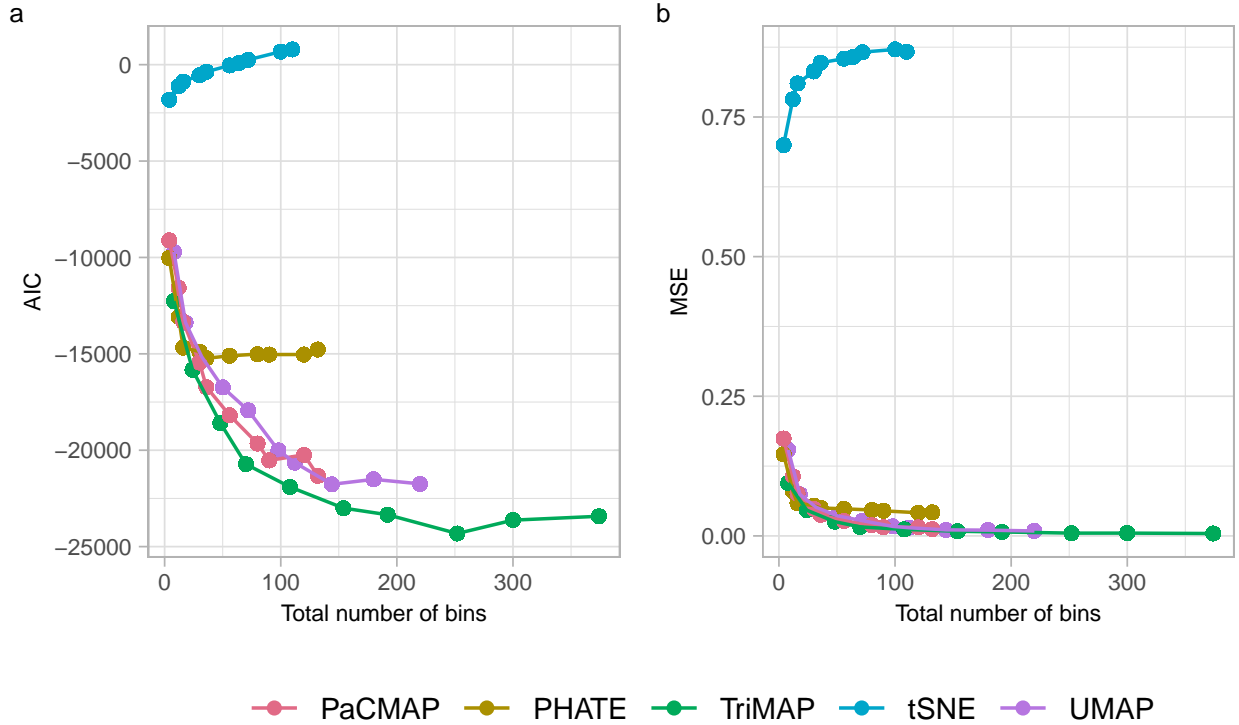 a
b
0
−5000
−10000
−15000
−20000
−25000
AIC
0
100
200
300
Total number of bins
0.75
0.50
0.25
0.00
MSE
0
100
200
300
Total number of bins
PaCMAP PHATE TriMAP tSNE UMAP